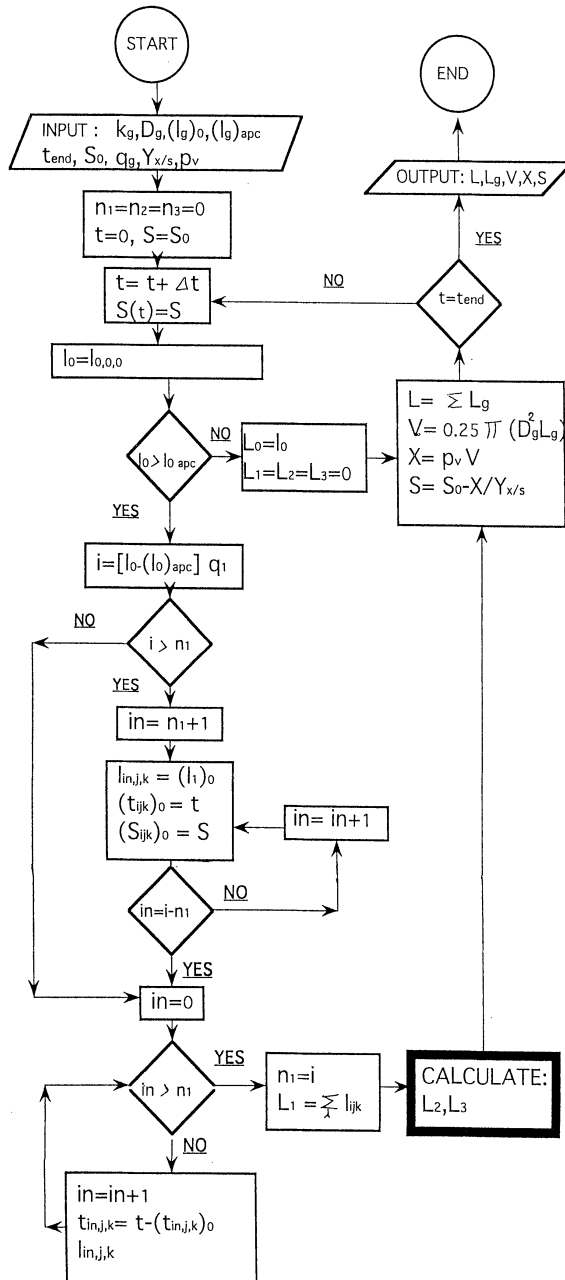 START
INPUT : kg,Dg,(lg)0,(lg)apc
tend, S0, qg,Yx/s,pv
n1=n2=n3=0
t=0, S=S0
t= t+ Δt
S(t)=S
l0=l0,0,0
l0 > l0 apc
NO
YES
L0=l0
L1=L2=L3=0
i=[l0-(l0)apc] q1
i > n1
NO
YES
in= n1+1
lin,j,k = (l1)0
(tijk)0 = t
(Sijk)0 = S
in= in+1
in=i-n1
NO
YES
in=0
in > n1
YES
NO
in=in+1
tin,j,k= t-(tin,j,k)0
lin,j,k
n1=i
L1 =∑ lijk
CALCULATE:
L2,L3
L= ∑ Lg
V= 0.25 π (D²gLg)
X= pv V
S= S0-X/Yx/s
t=tend
NO
YES
OUTPUT: L,Lg,V,X,S
END